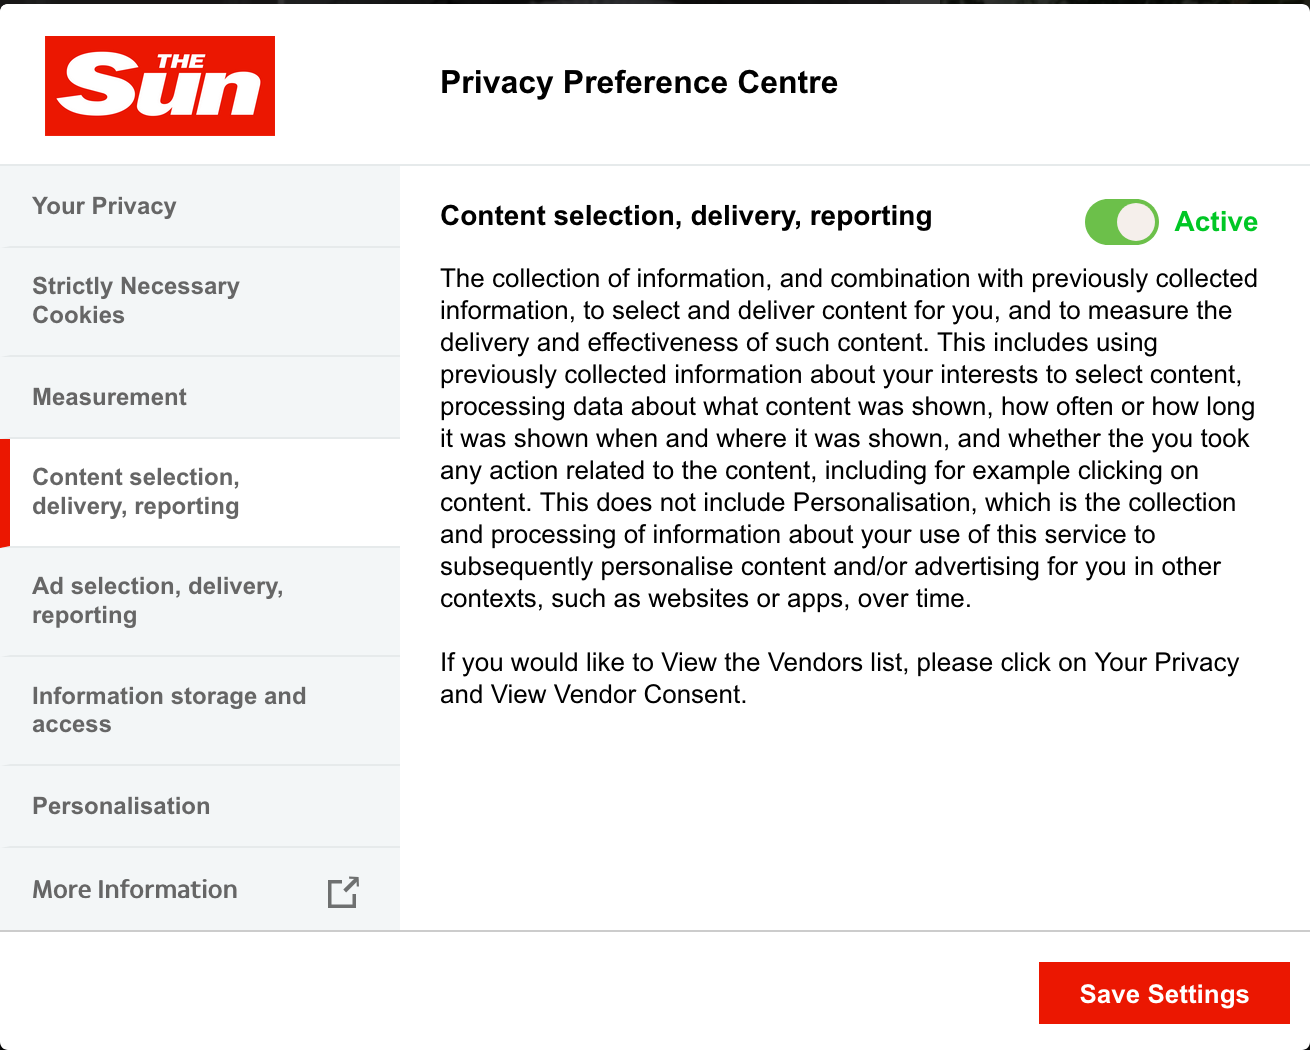 THE
Sun
Privacy Preference Centre
Your Privacy
Strictly Necessary
Cookies
Measurement
Content selection,
delivery, reporting
Ad selection, delivery,
reporting
Information storage and
access
Personalisation
More Information
Content selection, delivery, reporting
Active
The collection of information, and combination with previously collected
information, to select and deliver content for you, and to measure the
delivery and effectiveness of such content. This includes using
previously collected information about your interests to select content,
processing data about what content was shown, how often or how long
it was shown when and where it was shown, and whether the you took
any action related to the content, including for example clicking on
content. This does not include Personalisation, which is the collection
and processing of information about your use of this service to
subsequently personalise content and/or advertising for you in other
contexts, such as websites or apps, over time.
If you would like to View the Vendors list, please click on Your Privacy
and View Vendor Consent.
Save Settings